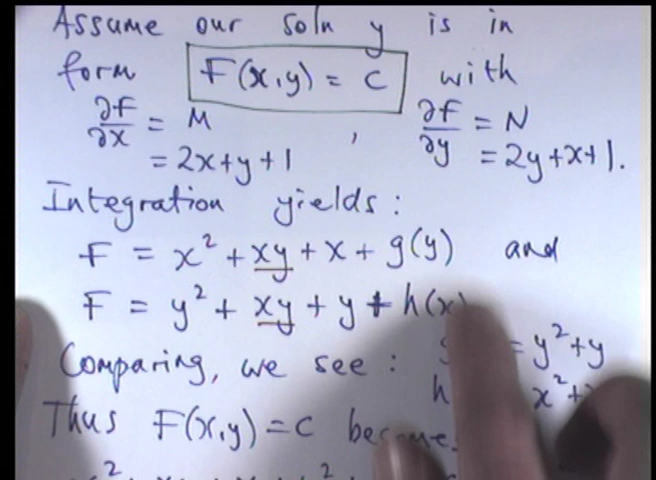 Assume our soln y is in
form F(x,y) = c with
∂f/∂x = M , ∂f/∂y = N
= 2x+y+1 = 2y+x+1.
Integration yields:
F = x² + xy + x + g(y) and
F = y² + xy + y + h(x)
Comparing, we see: = y²+y
h x²+
Thus F(x,y) = c